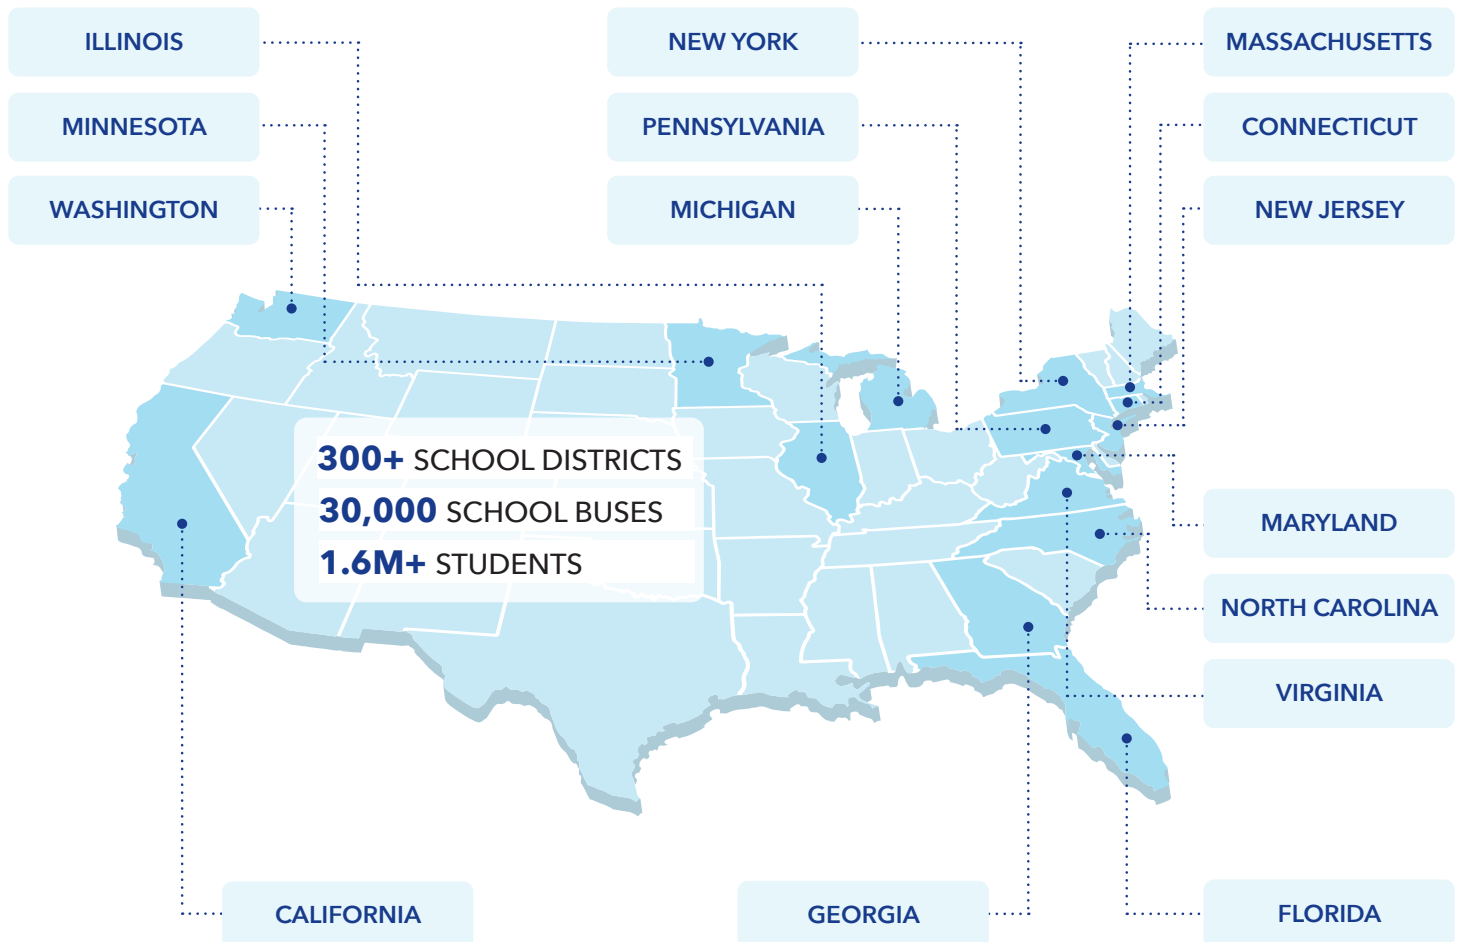 ILLINOIS
MINNESOTA
WASHINGTON
NEW YORK
PENNSYLVANIA
MICHIGAN
MASSACHUSETTS
CONNECTICUT
NEW JERSEY
300+ SCHOOL DISTRICTS
30,000 SCHOOL BUSES
1.6M+ STUDENTS
MARYLAND
NORTH CAROLINA
VIRGINIA
CALIFORNIA
GEORGIA
FLORIDA